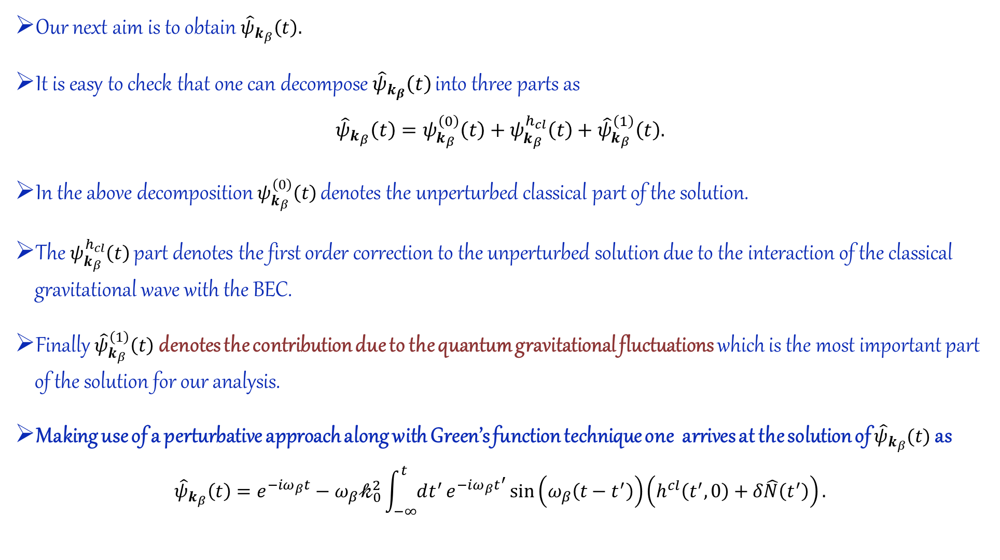 ➢Our next aim is to obtain $\hat{\psi}_{\boldsymbol{k}_\beta}(t)$.
➢It is easy to check that one can decompose $\hat{\psi}_{\boldsymbol{k}_{\boldsymbol{\beta}}}(t)$ into three parts as
$\hat{\psi}_{\boldsymbol{k}_\beta}(t) = \psi^{(0)}_{\boldsymbol{k}_\beta}(t) + \psi^{h_{cl}}_{\boldsymbol{k}_\beta}(t) + \hat{\psi}^{(1)}_{\boldsymbol{k}_\beta}(t).$
➢In the above decomposition $\psi^{(0)}_{\boldsymbol{k}_\beta}(t)$ denotes the unperturbed classical part of the solution.
➢The $\psi^{h_{cl}}_{\boldsymbol{k}_\beta}(t)$ part denotes the first order correction to the unperturbed solution due to the interaction of the classical
gravitational wave with the BEC.
➢Finally $\hat{\psi}^{(1)}_{\boldsymbol{k}_\beta}(t)$ denotes the contribution due to the quantum gravitational fluctuations which is the most important part
of the solution for our analysis.
➢Making use of a perturbative approach along with Green's function technique one arrives at the solution of $\hat{\psi}_{\boldsymbol{k}_\beta}(t)$ as
$\hat{\psi}_{\boldsymbol{k}_\beta}(t) = e^{-i\omega_\beta t} - \omega_\beta \mathscr{k}_0^2 \int_{-\infty}^{t} dt' \, e^{-i\omega_\beta t'} \sin\left(\omega_\beta(t-t')\right)\left(h^{cl}(t',0) + \delta\hat{N}(t')\right).$